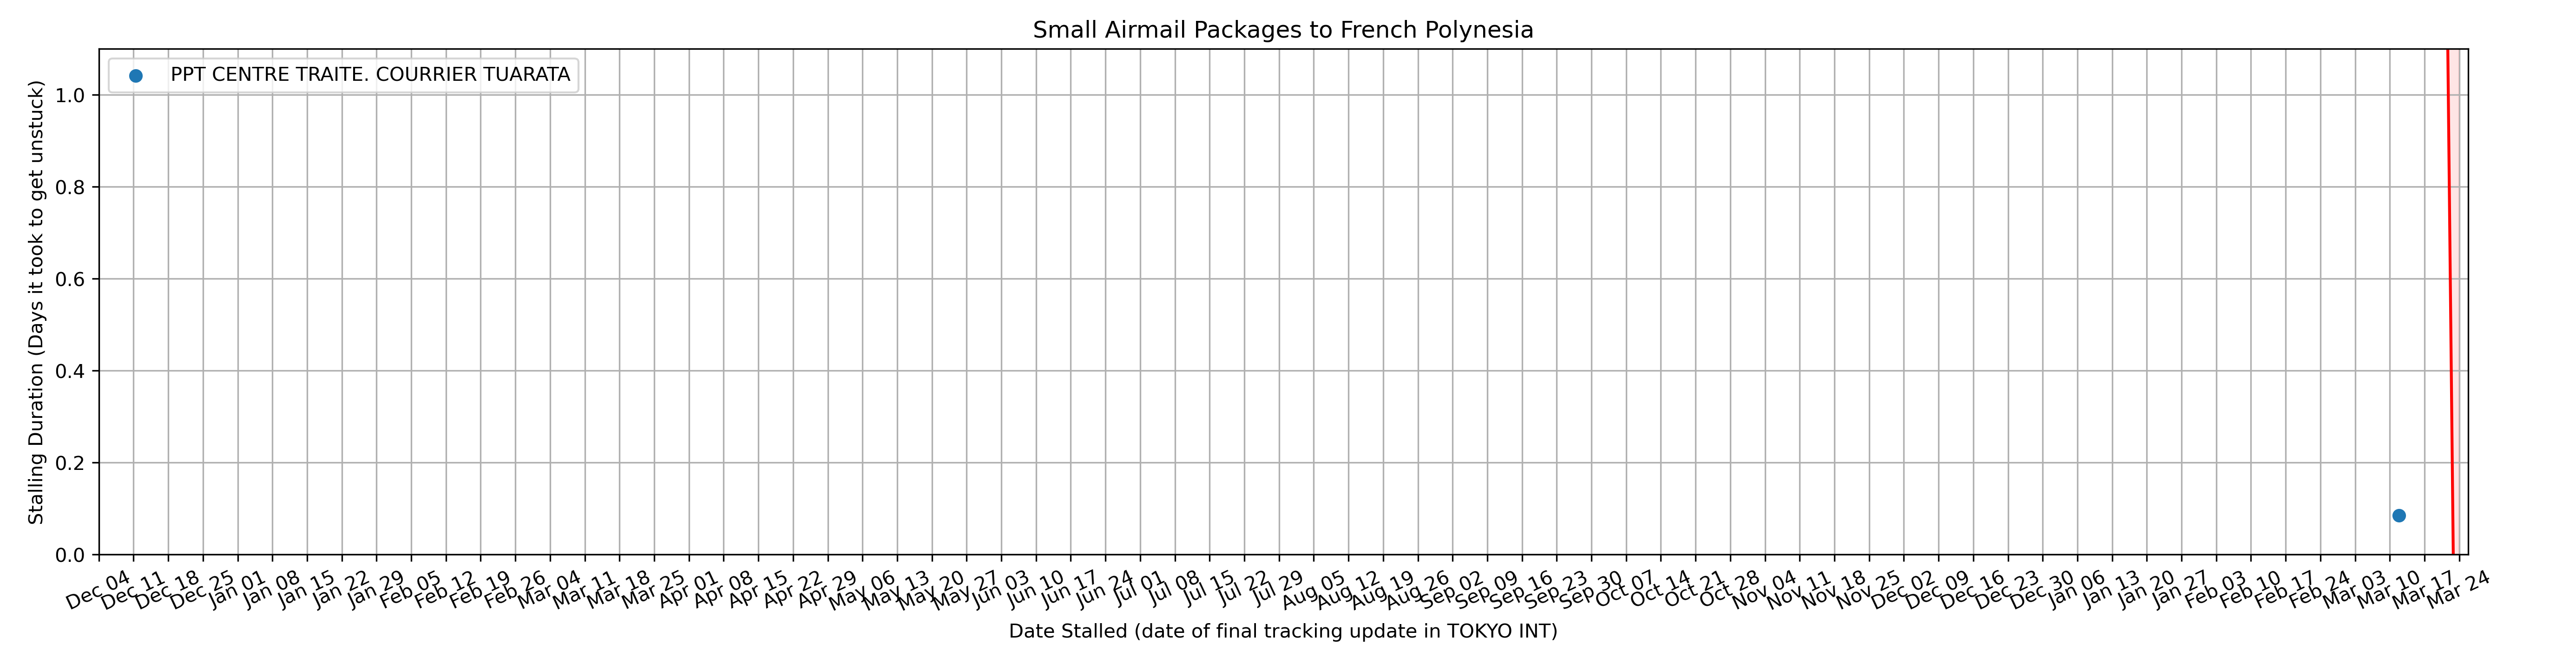 Small Airmail Packages to French Polynesia
PPT CENTRE TRAITE. COURRIER TUARATA
Stalling Duration (Days it took to get unstuck)
1.0
0.8
0.6
0.4
0.2
0.0
Dec 04 Dec 11 Dec 18 Dec 25 Jan 01 Jan 08 Jan 15 Jan 22 Jan 29 Feb 05 Feb 12 Feb 19 Feb 26 Mar 04 Mar 11 Mar 18 Mar 25 Apr 01 Apr 08 Apr 15 Apr 22 Apr 29 May 06 May 13 May 20 May 27 Jun 03 Jun 10 Jun 17 Jun 24 Jul 01 Jul 08 Jul 15 Jul 22 Jul 29 Aug 05 Aug 12 Aug 19 Aug 26 Sep 02 Sep 09 Sep 16 Sep 23 Sep 30 Oct 07 Oct 14 Oct 21 Oct 28 Nov 04 Nov 11 Nov 18 Nov 25 Dec 02 Dec 09 Dec 16 Dec 23 Dec 30 Jan 06 Jan 13 Jan 20 Jan 27 Feb 03 Feb 10 Feb 17 Feb 24 Mar 03 Mar 10 Mar 17 Mar 24
Date Stalled (date of final tracking update in TOKYO INT)